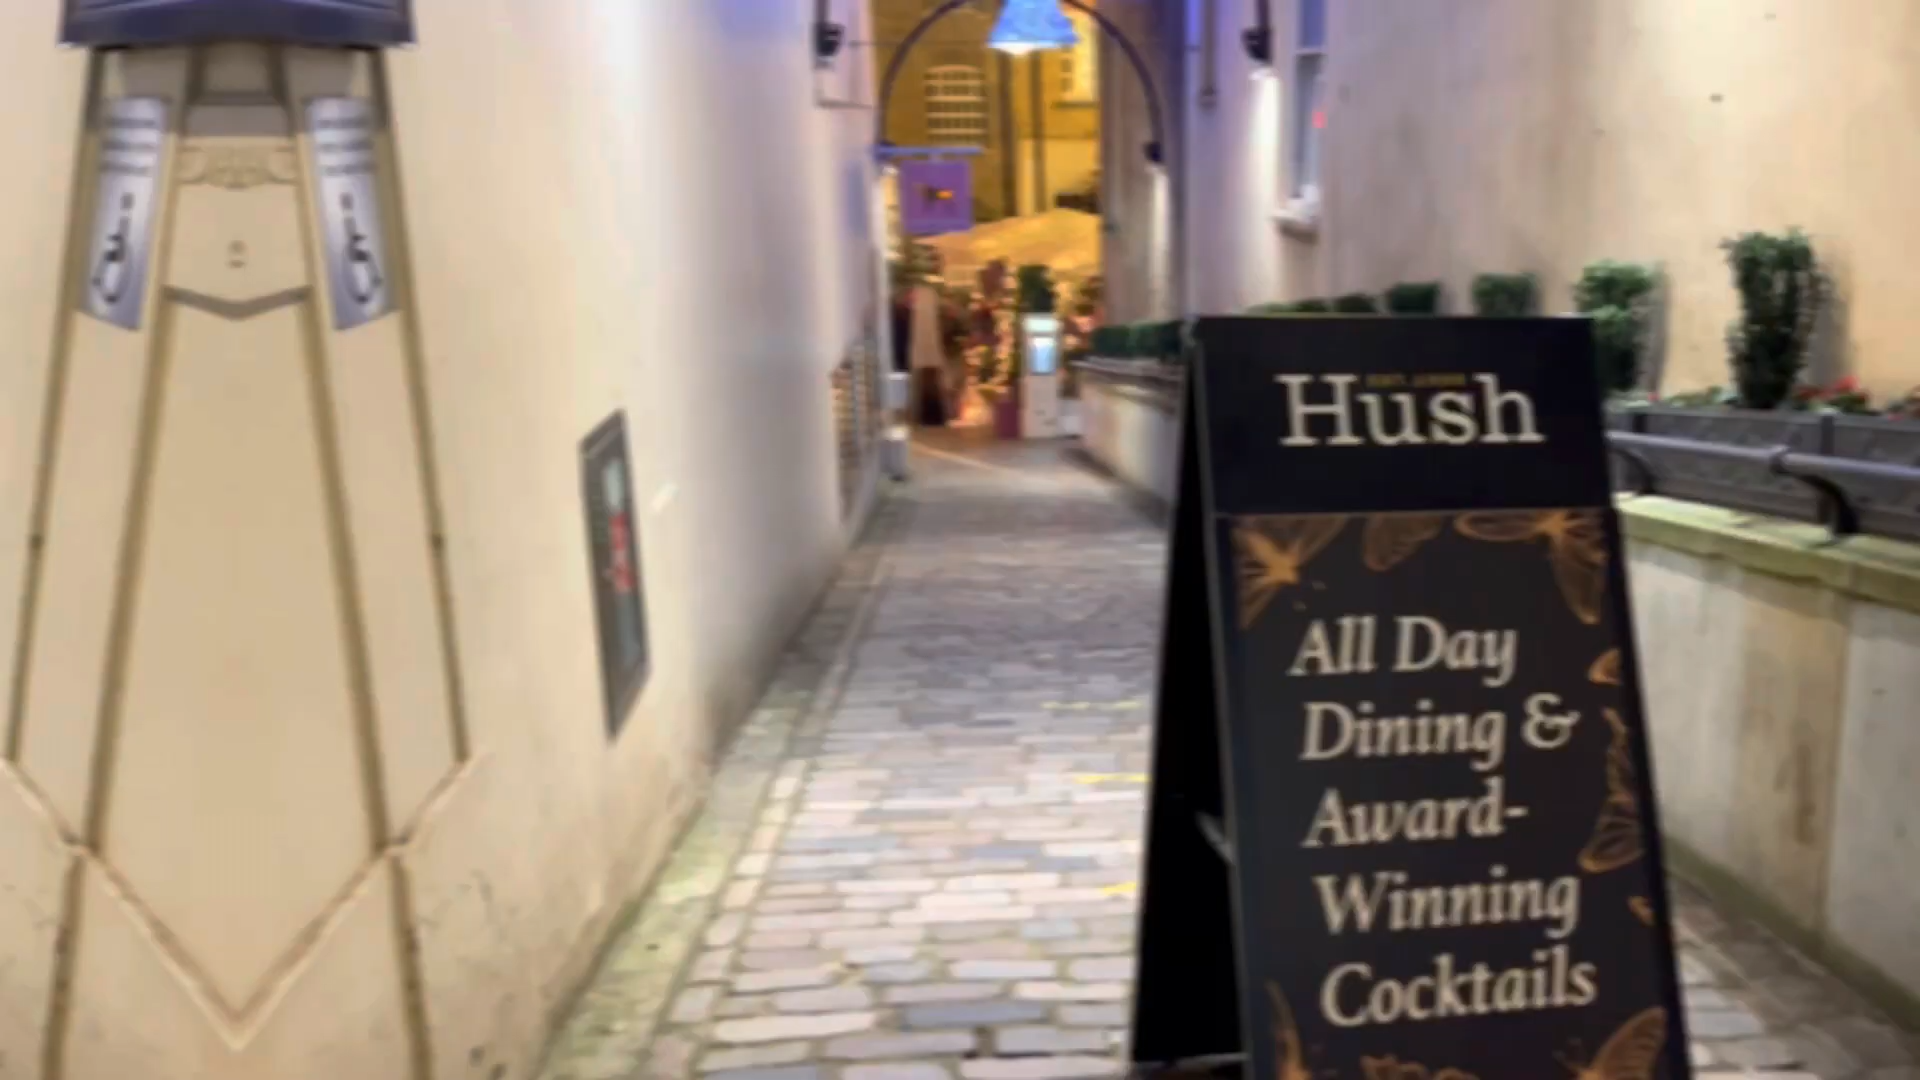 Hush
All Day
Dining &
Award-
Winning
Cocktails